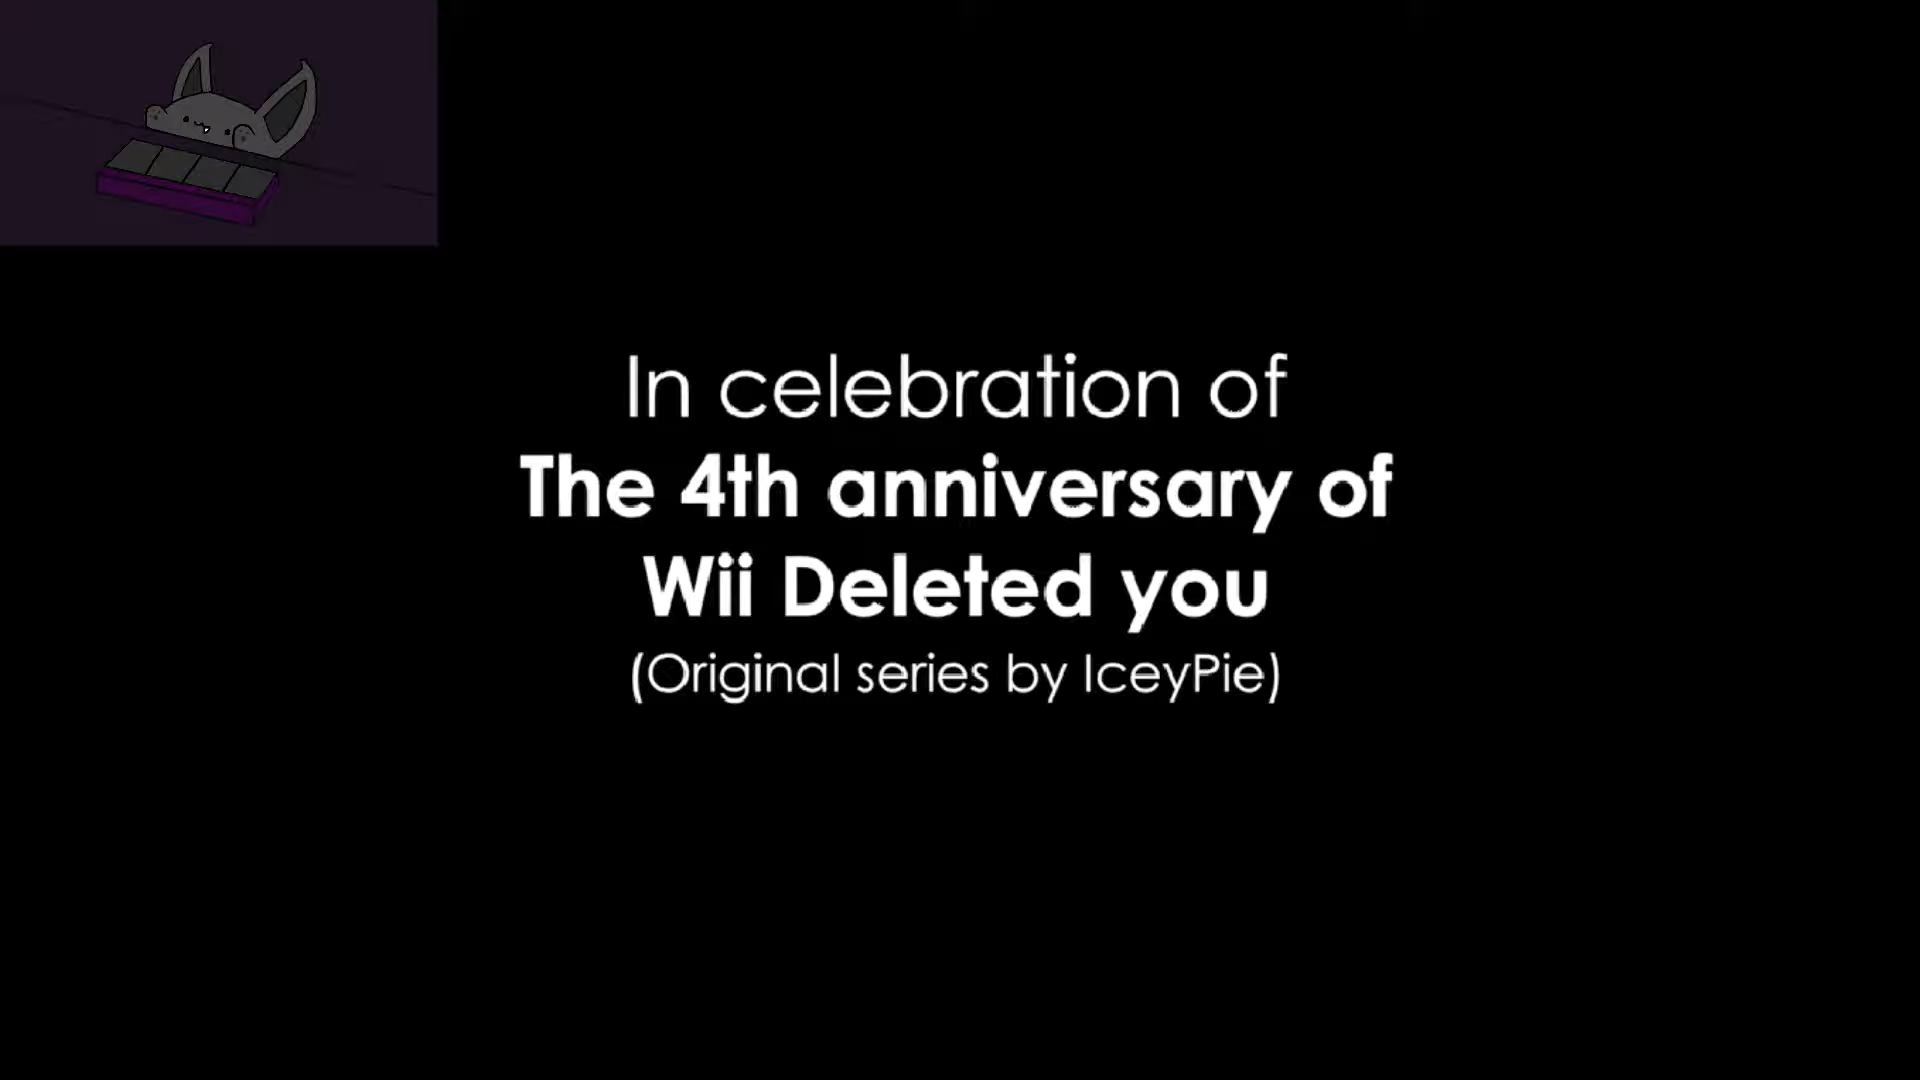 In celebration of
The 4th anniversary of
Wii Deleted you
(Original series by IceyPie)